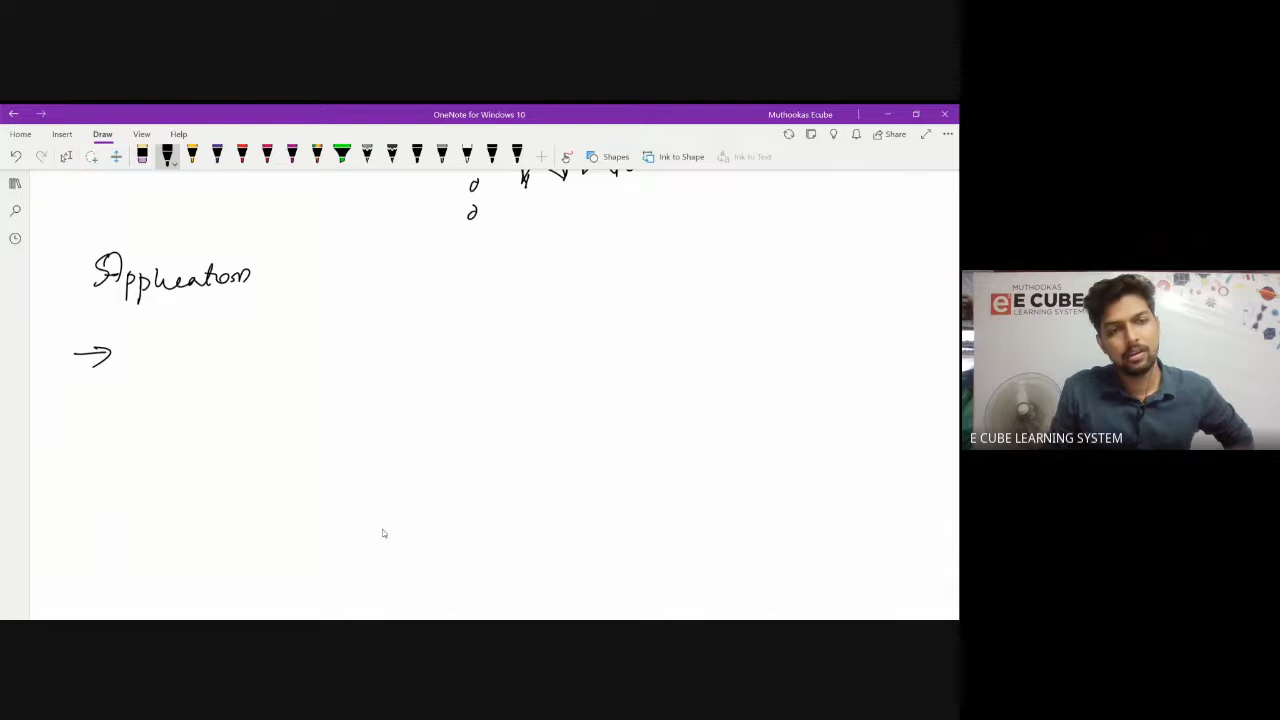 OneNote for Windows 10
Muthookas Ecube
Home Insert Draw View Help
Share
Shapes
Ink to Shape
Ink to Text
Application
→
MUTHOOKAS
e E CUBE
LEARNING SYSTEM
E CUBE LEARNING SYSTEM